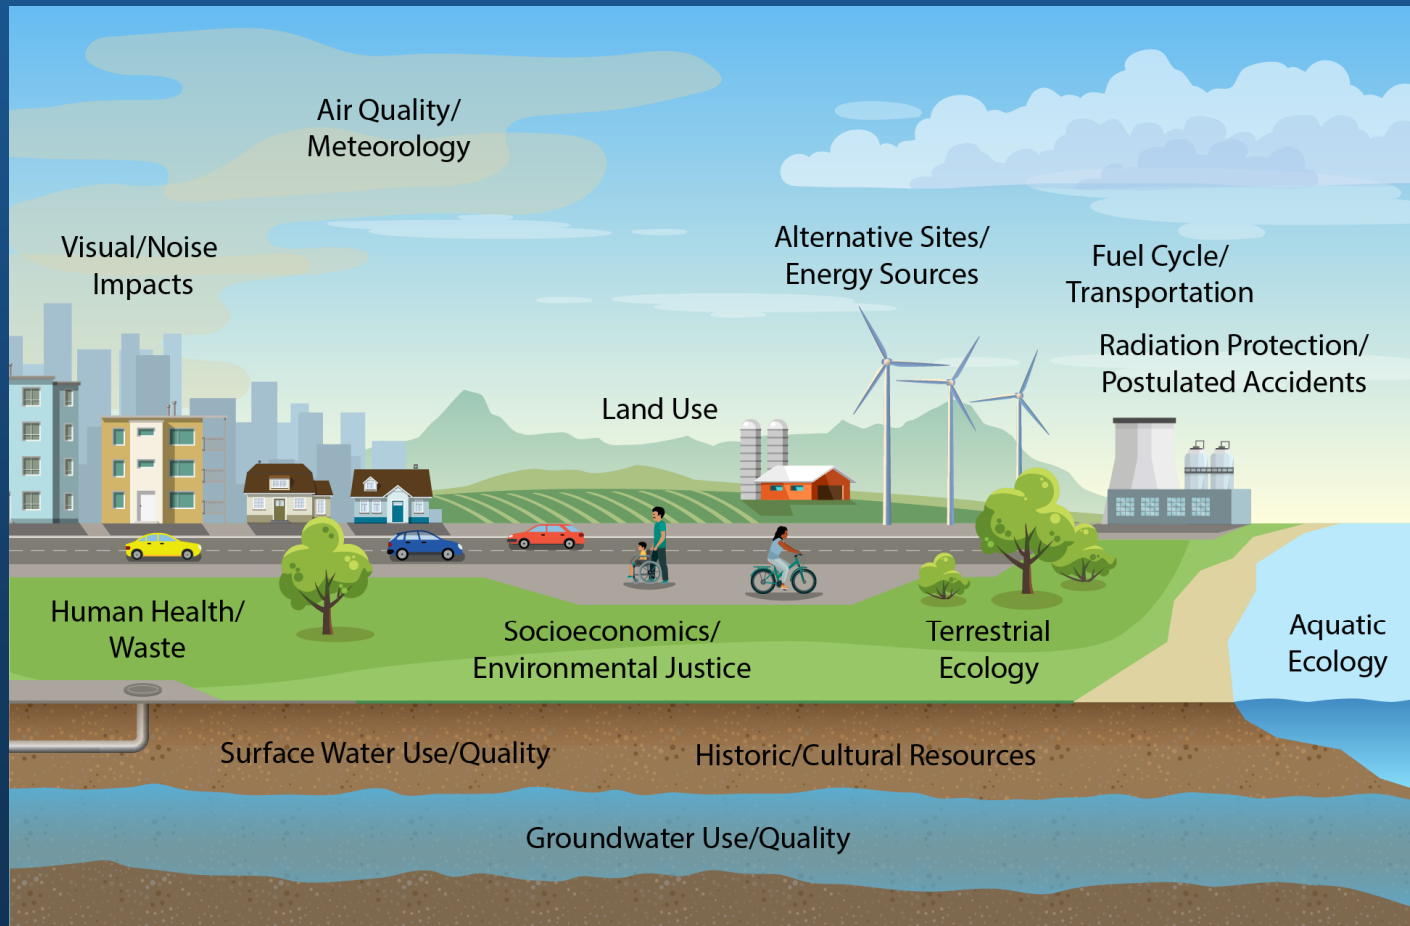 Air Quality/
Meteorology
Visual/Noise
Impacts
Alternative Sites/
Energy Sources
Fuel Cycle/
Transportation
Radiation Protection/
Postulated Accidents
Land Use
Human Health/
Waste
Socioeconomics/
Environmental Justice
Terrestrial
Ecology
Aquatic
Ecology
Surface Water Use/Quality
Historic/Cultural Resources
Groundwater Use/Quality